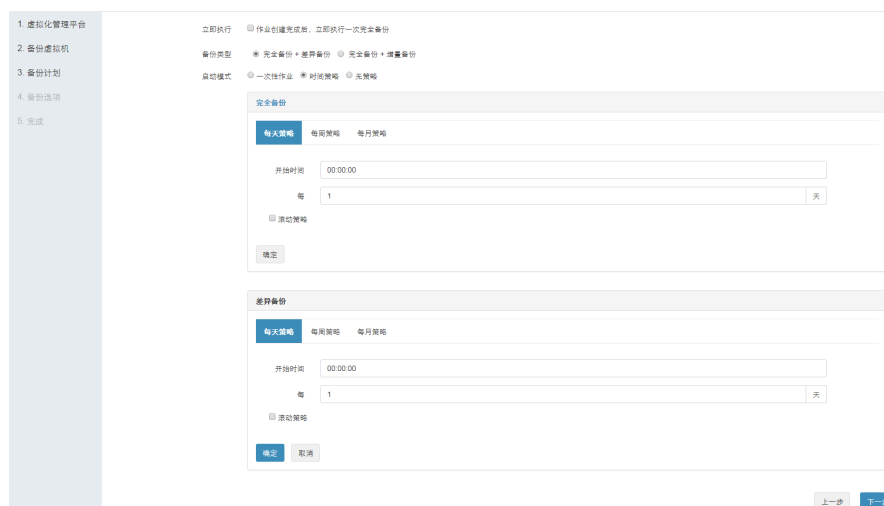 1. 虚拟化管理平台
2. 备份虚拟机
3. 备份计划
4. 备份选项
5. 完成
立即执行 作业创建完成后，立即执行一次完全备份
备份类型 完全备份 + 差异备份 完全备份 + 增量备份
启动模式 一次性作业 时间策略 无策略
完全备份
每天策略 每周策略 每月策略
开始时间 00:00:00
每 1 天
滚动策略
确定
差异备份
每天策略 每周策略 每月策略
开始时间 00:00:00
每 1 天
滚动策略
确定 取消
上一步 下一